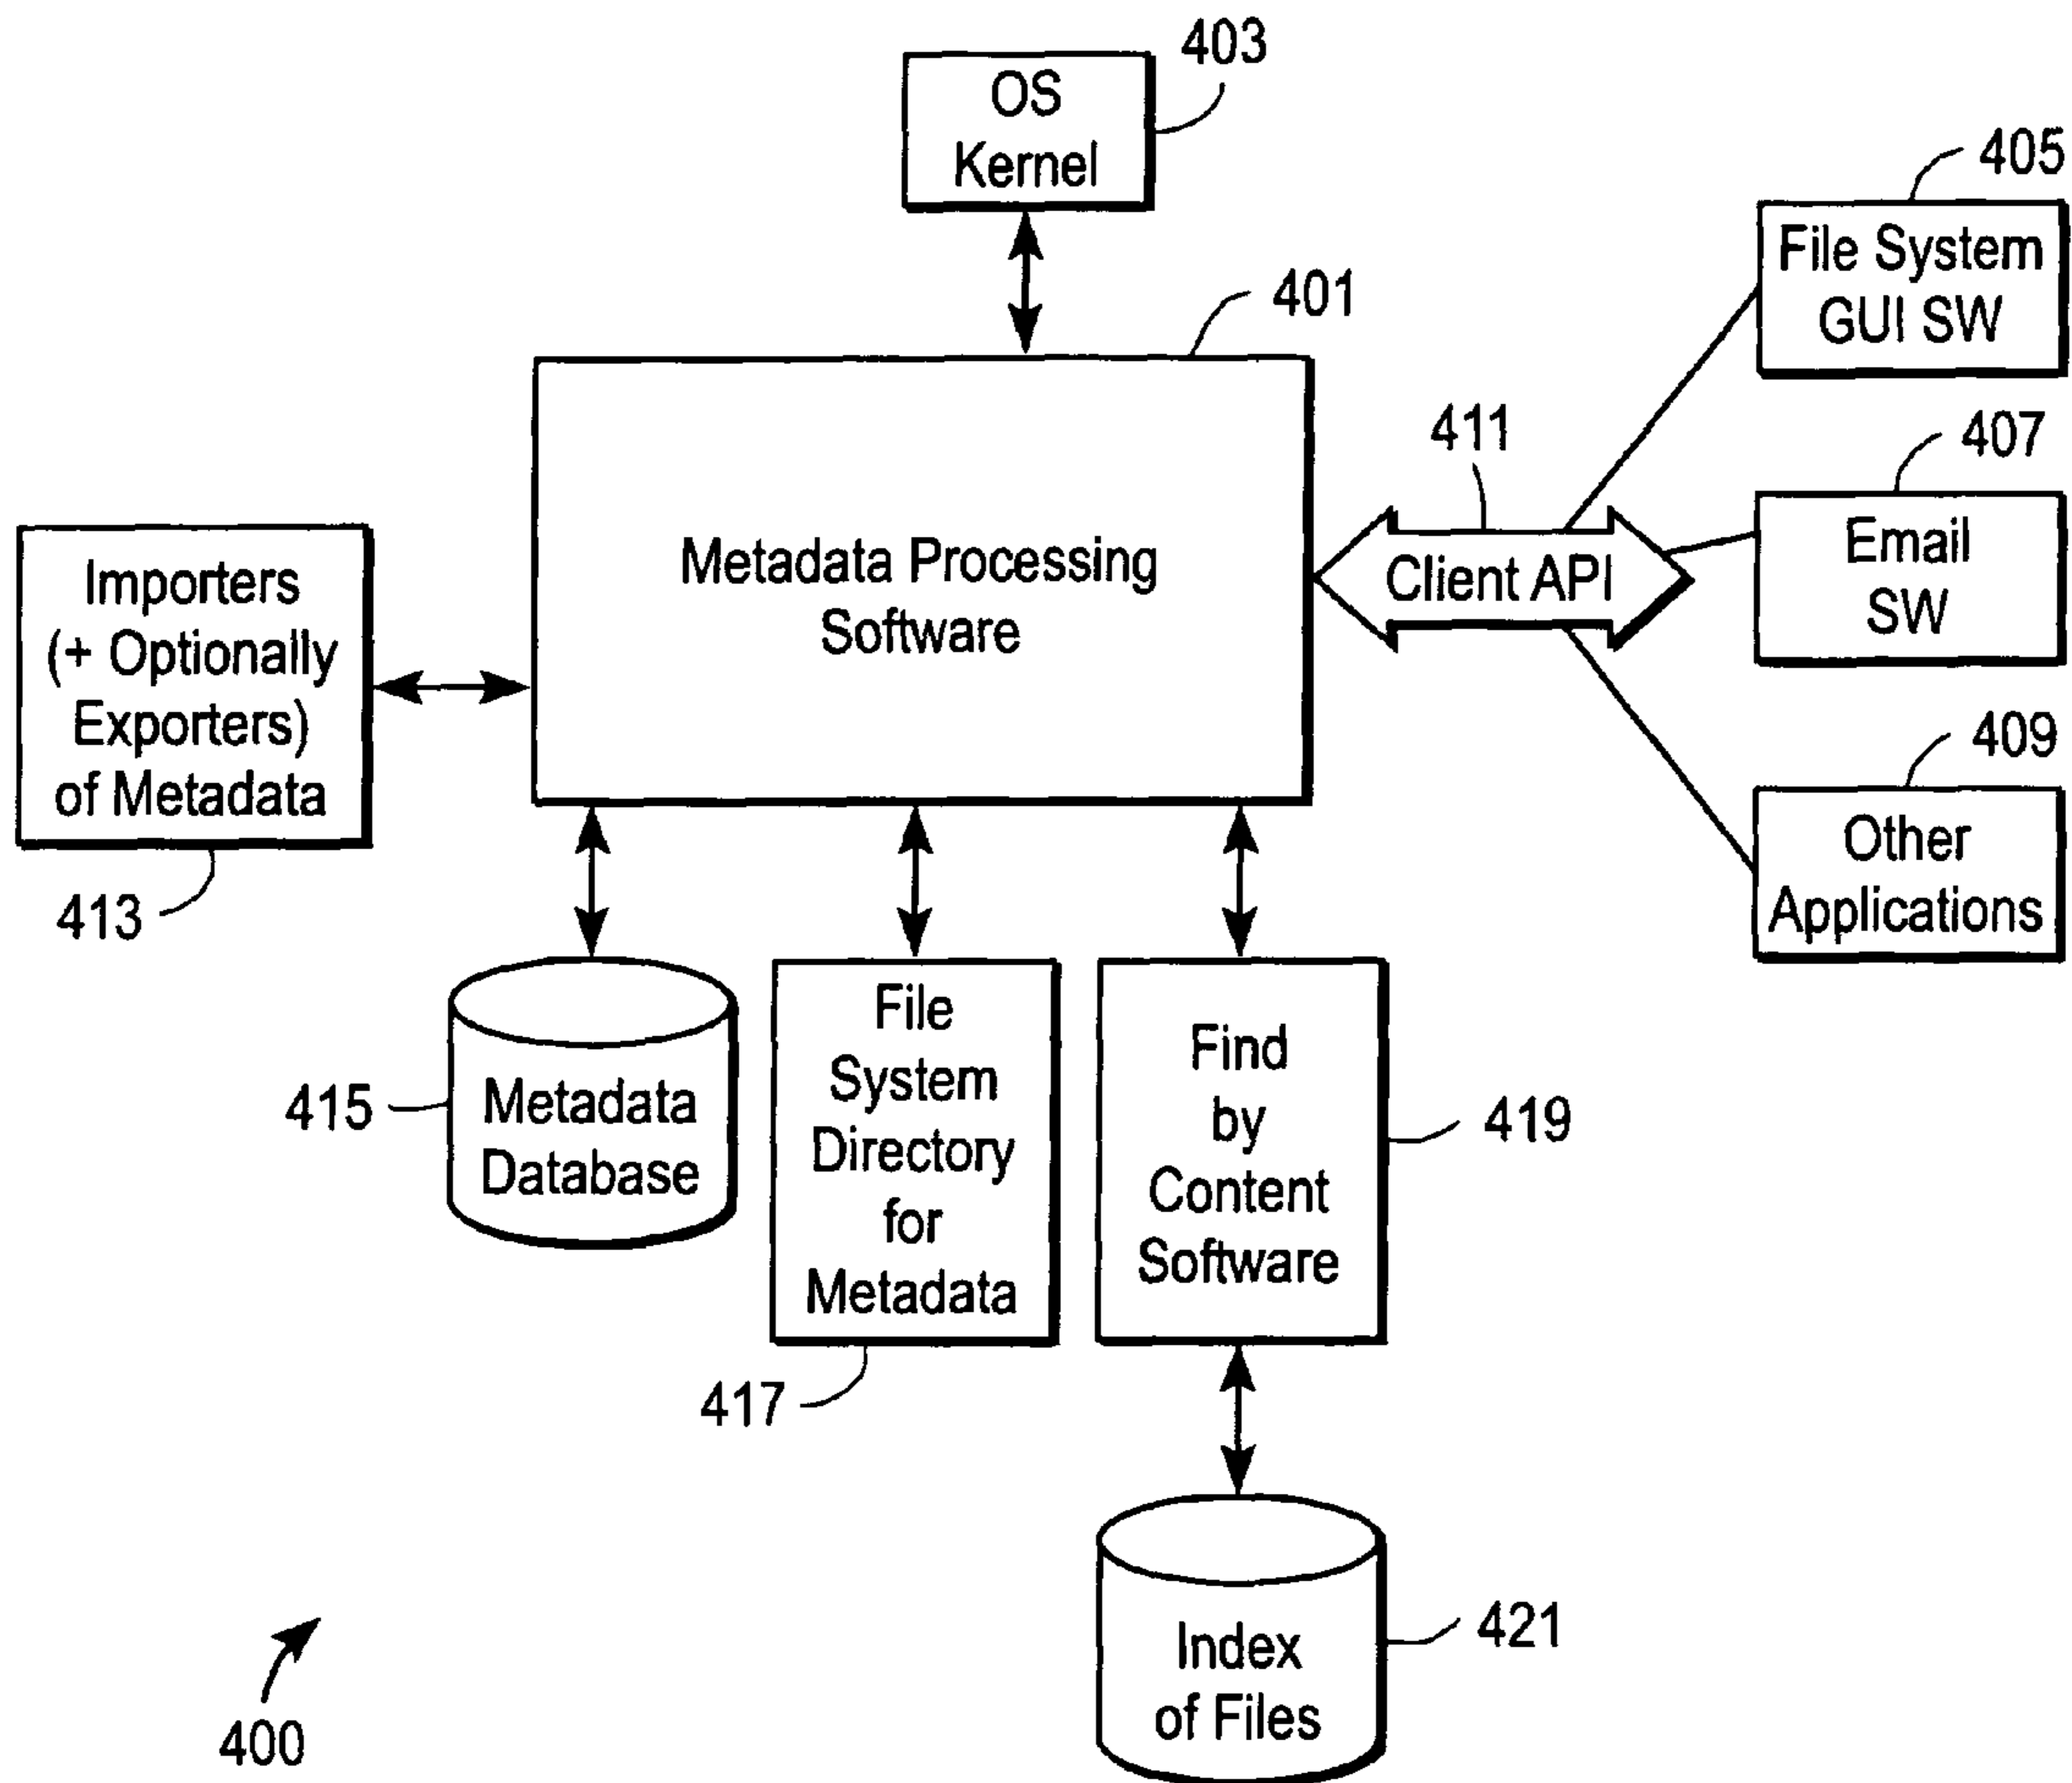 403
OS
Kernel
405
File System
GUI SW
401
411
407
Metadata Processing
Software
Client API
Email
SW
Importers
(+ Optionally
Exporters)
of Metadata
413
409
Other
Applications
415
Metadata
Database
File
System
Directory
for
Metadata
417
Find
by
Content
Software
419
Index
of Files
421
400